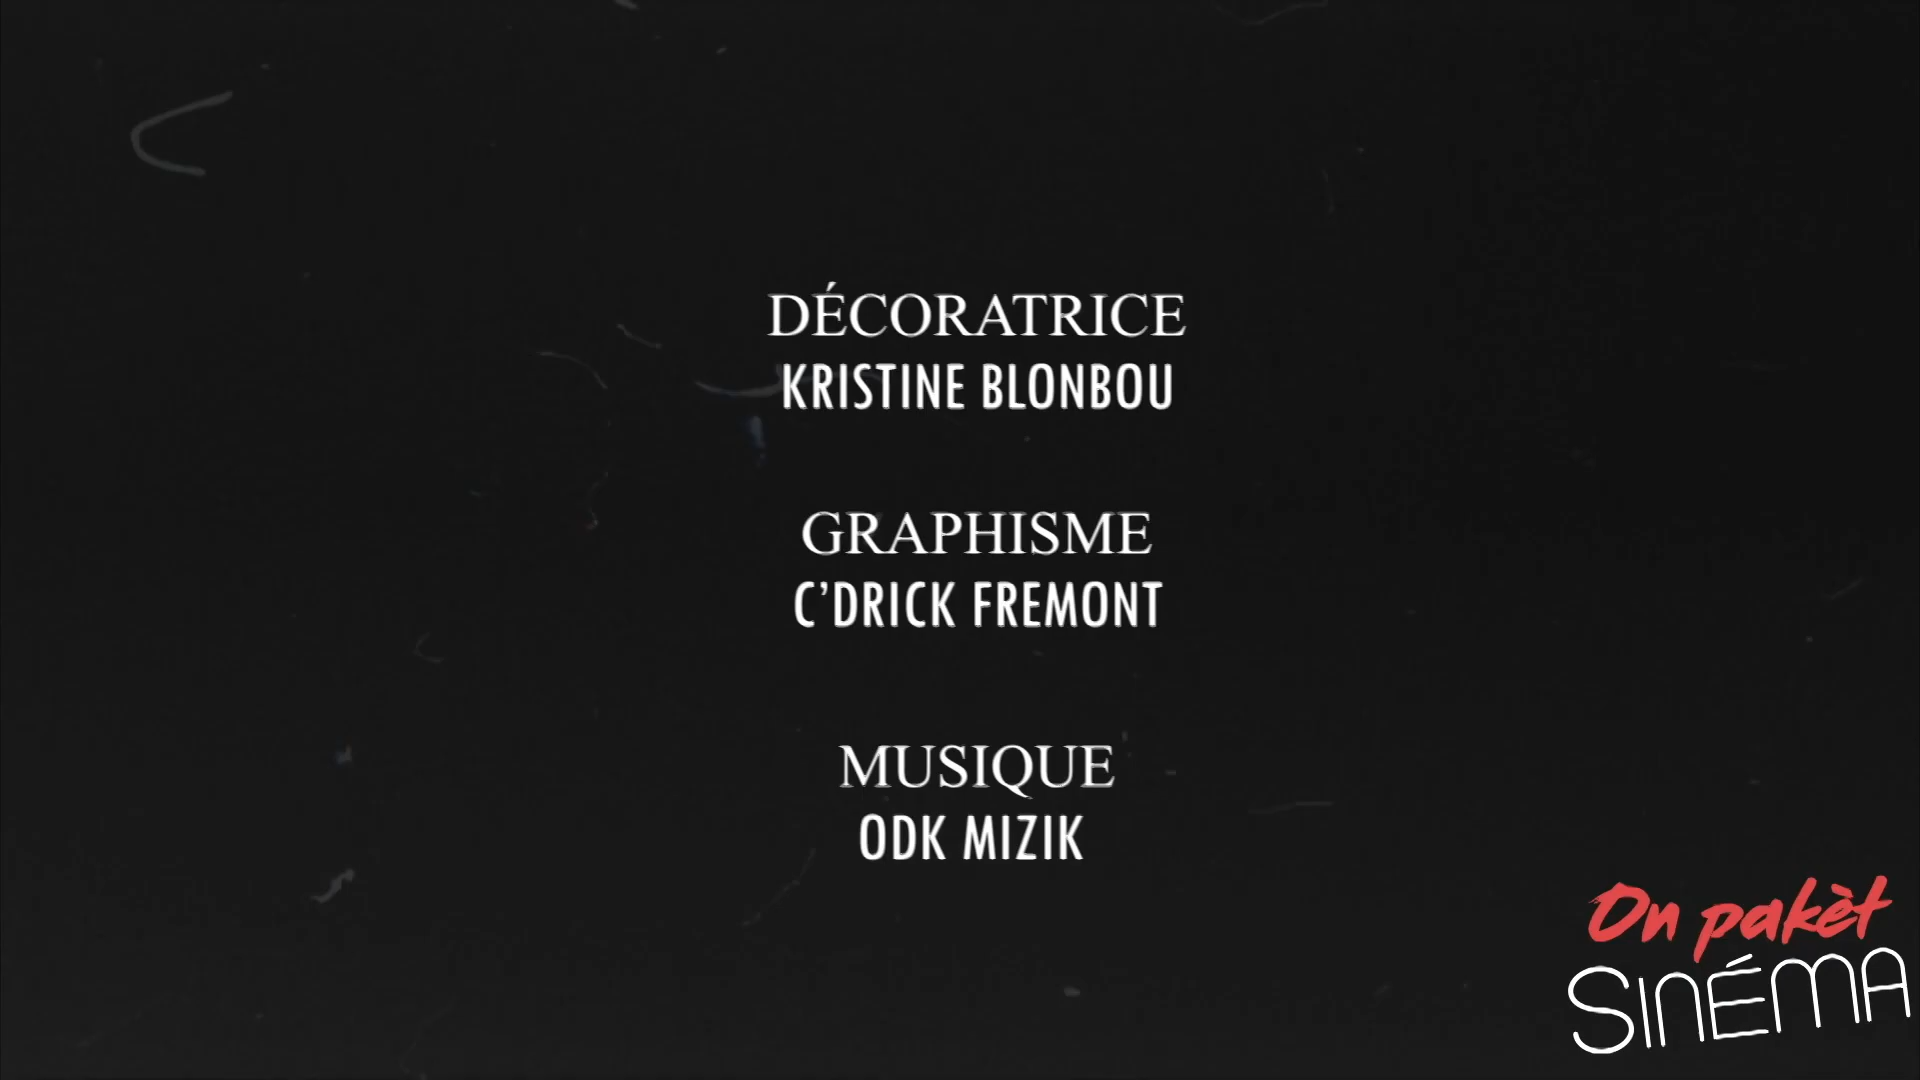 DÉCORATRICE
KRISTINE BLONBOU
GRAPHISME
C’DRICK FREMONT
MUSIQUE
ODK MIZIK
On pakèt
SINÉMA